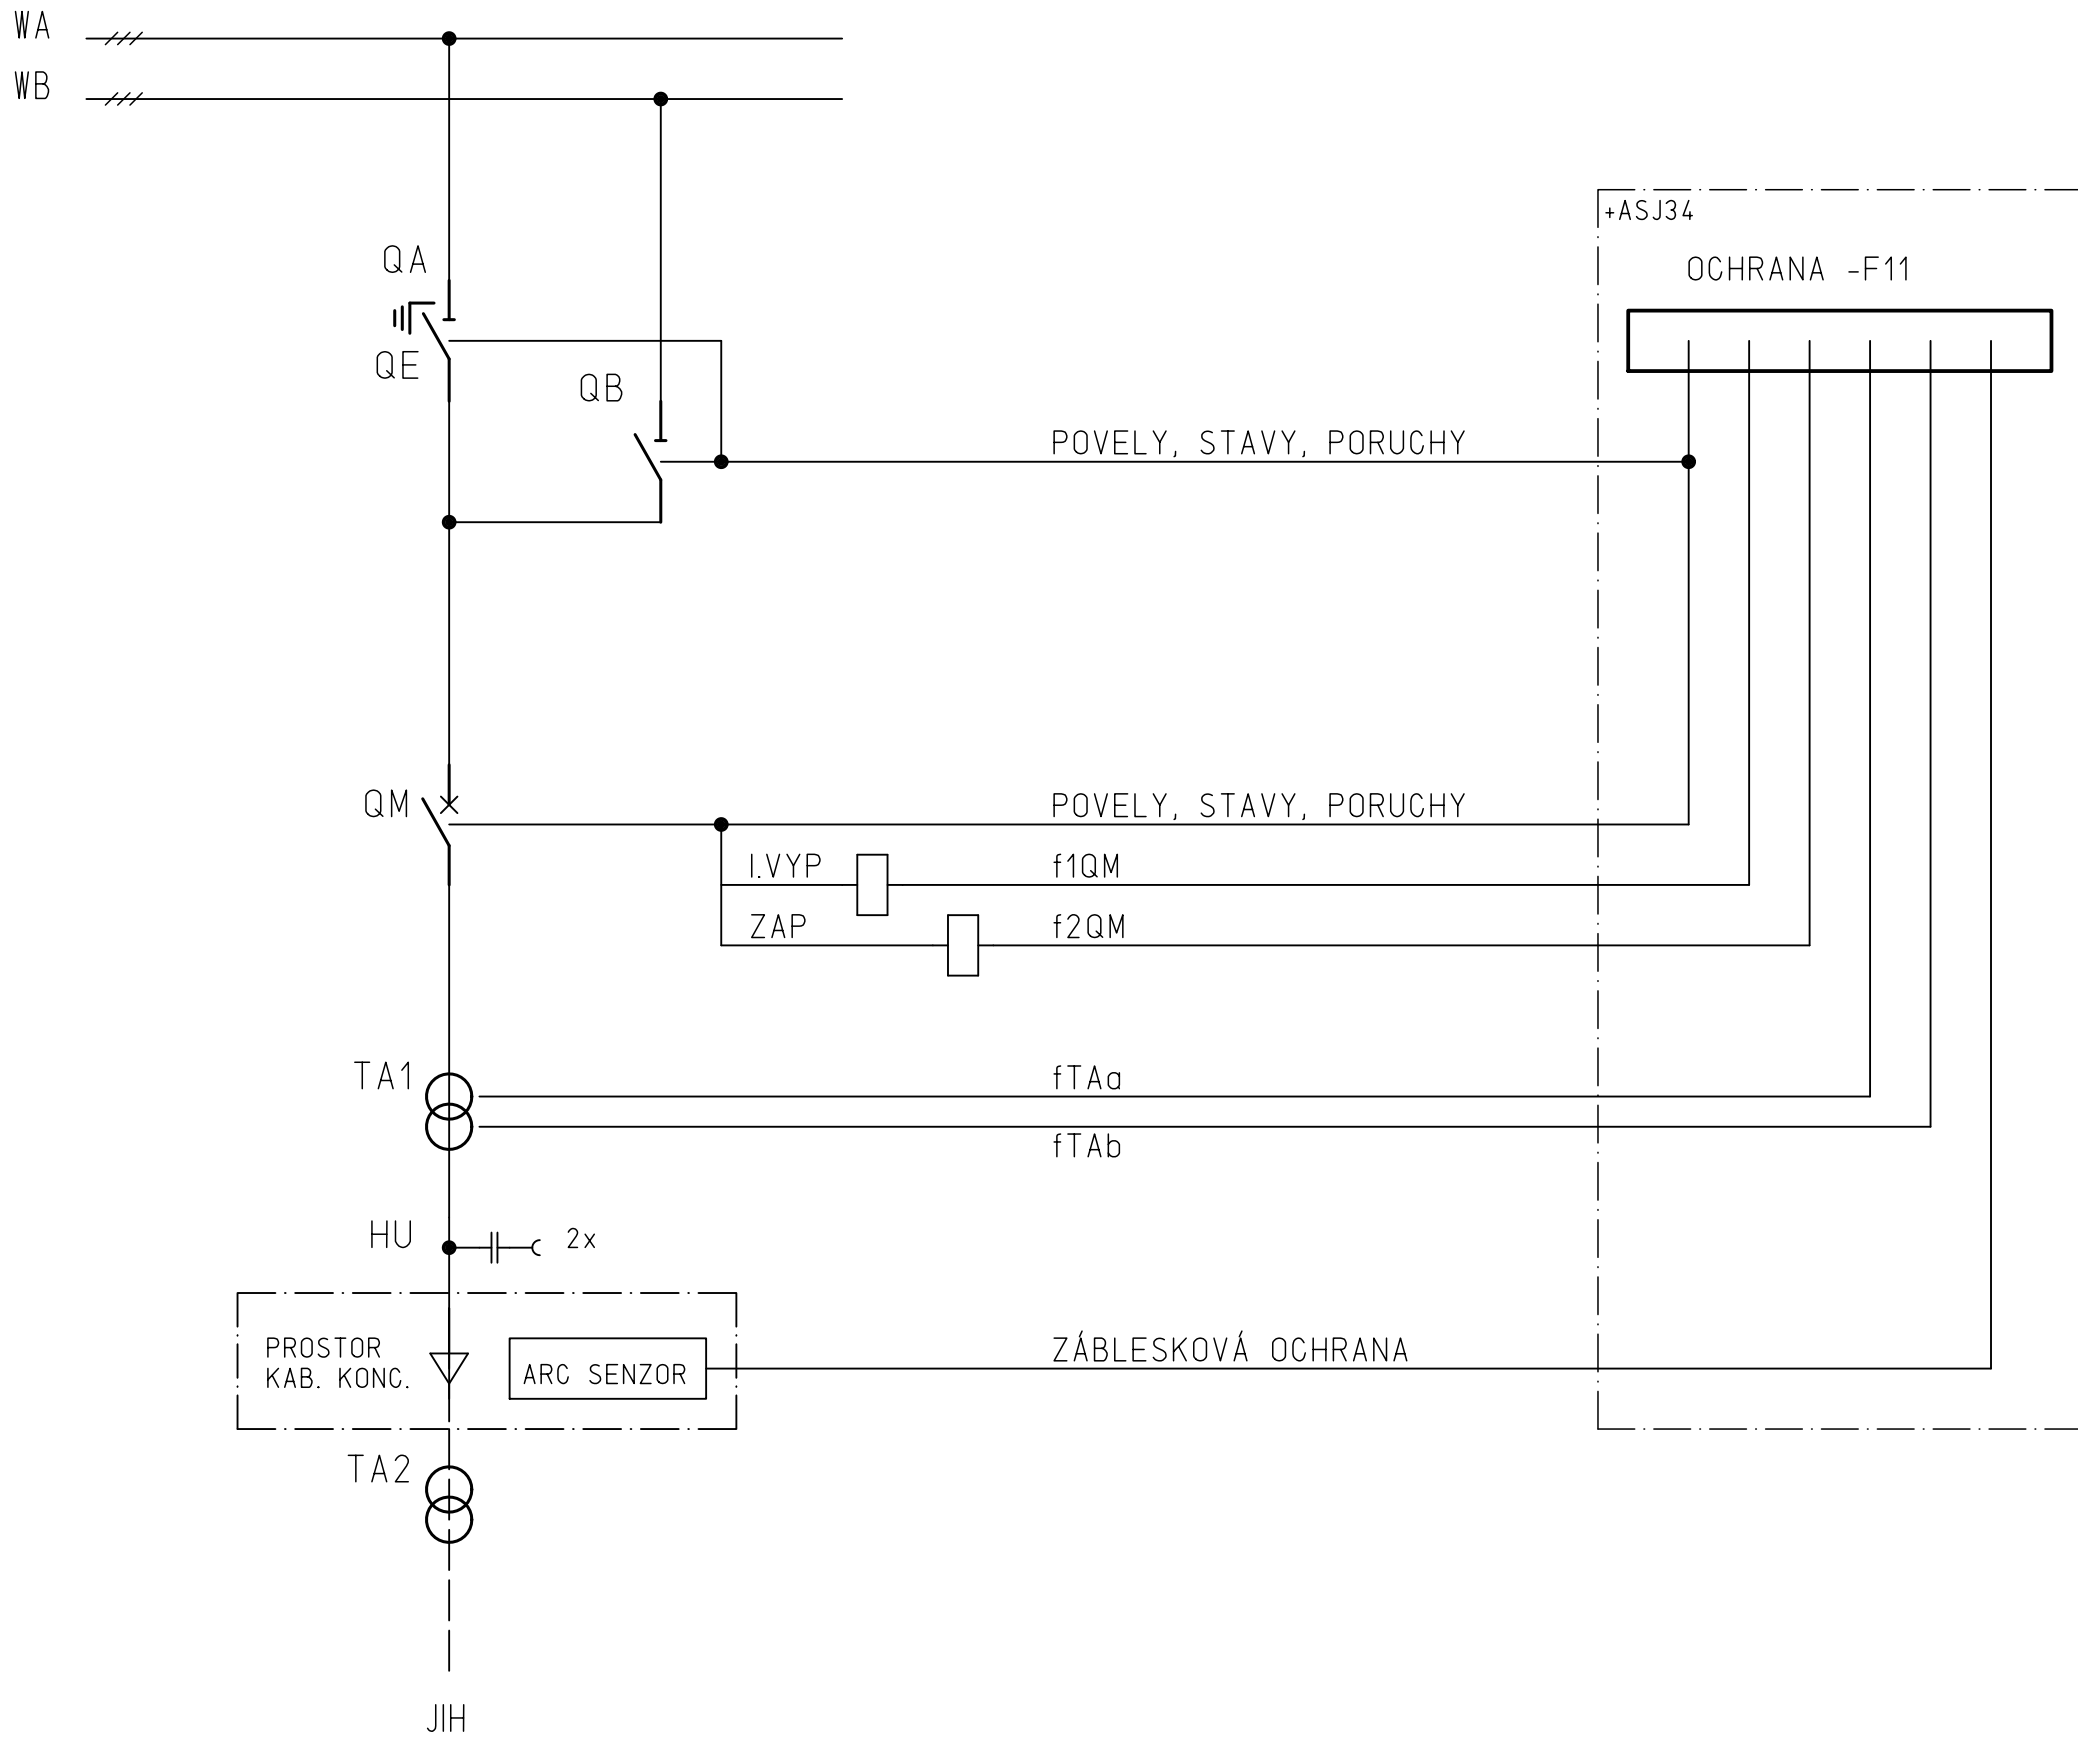 WA
WB
+ASJ34
QA
OCHRANA -F11
QE
QB
POVELY, STAVY, PORUCHY
QM
POVELY, STAVY, PORUCHY
I.VYP
f1QM
ZAP
f2QM
TA1
fTAa
fTAb
HU
2x
PROSTOR
KAB. KONC.
ARC SENZOR
ZÁBLESKOVÁ OCHRANA
TA2
JIH